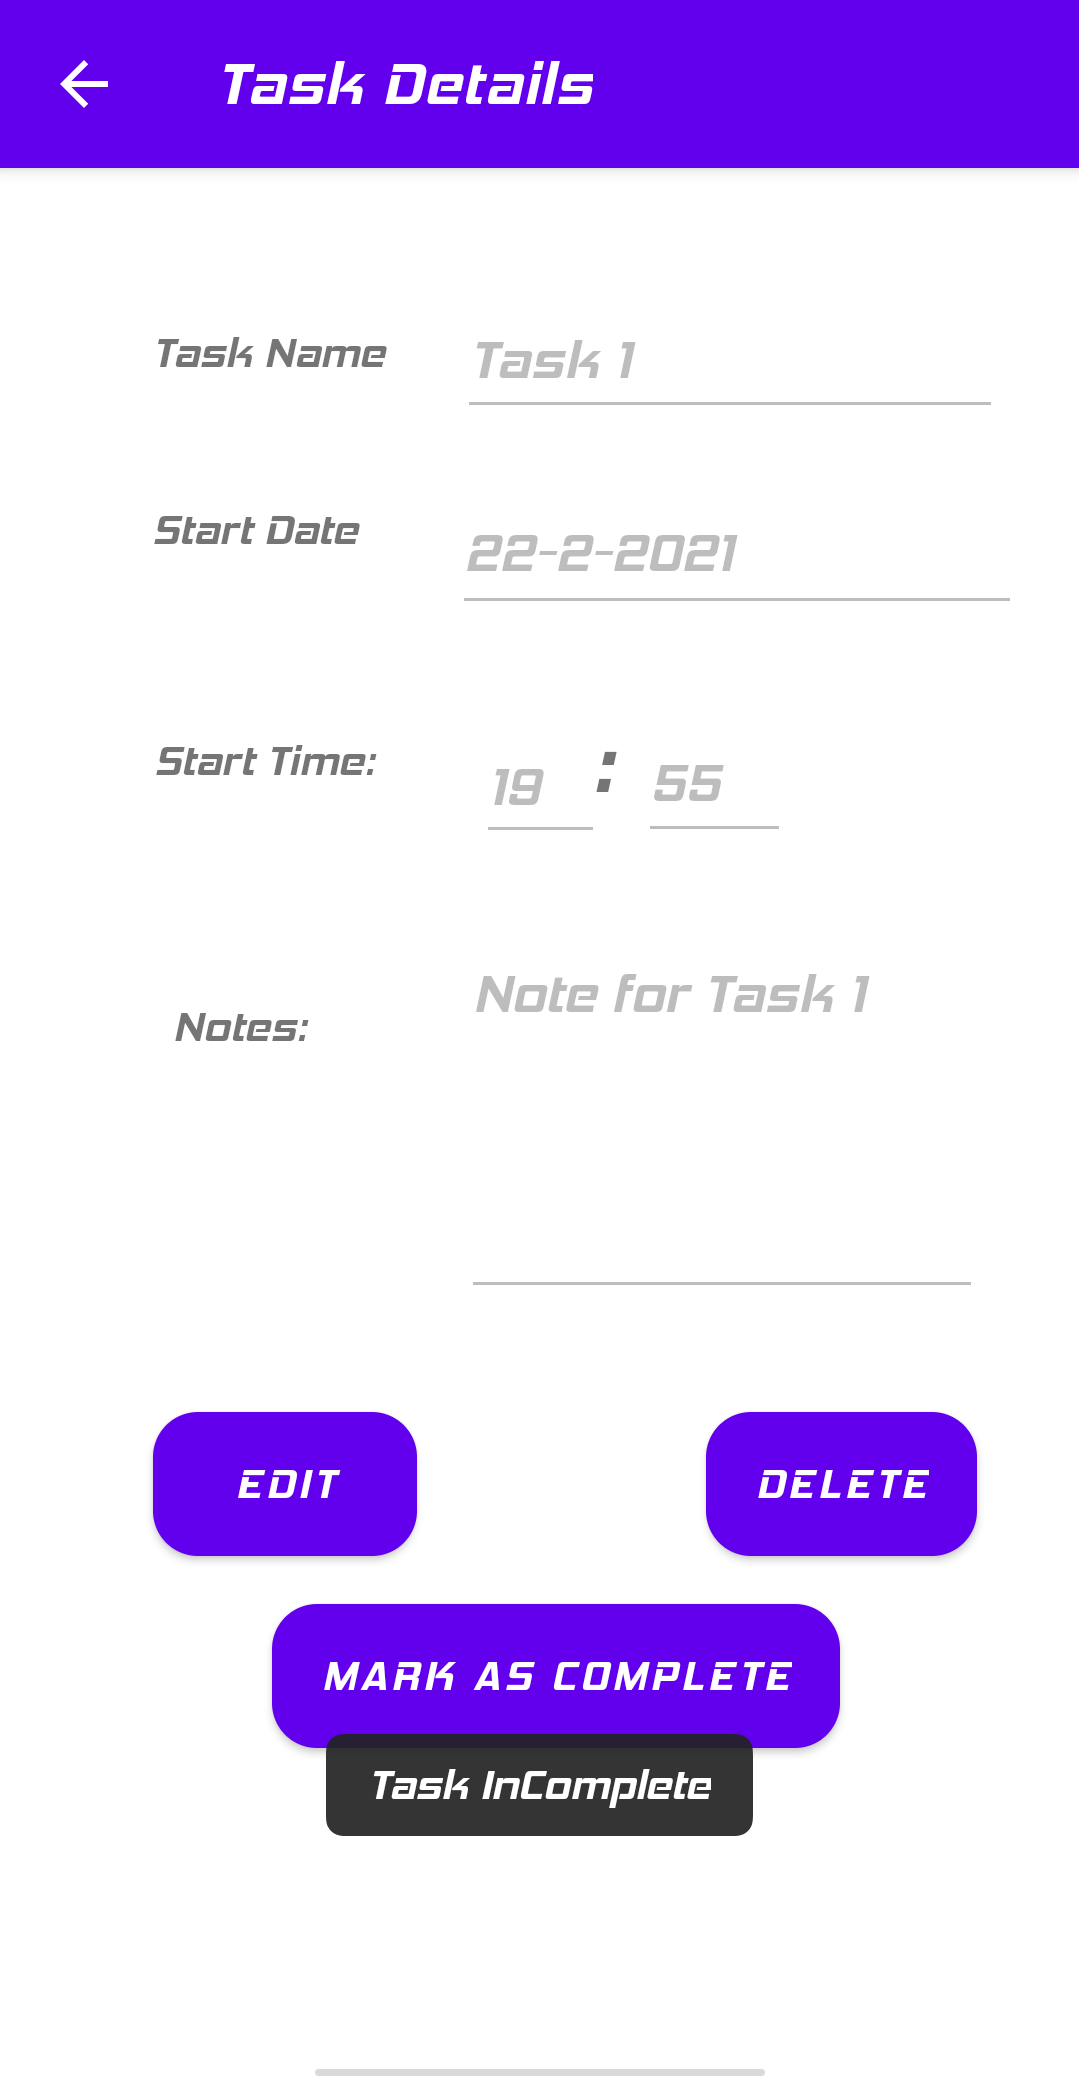 Task Details
Task Name
Task 1
Start Date
22-2-2021
Start Time:
19 : 55
Note for Task 1
Notes:
EDIT
DELETE
MARK AS COMPLETE
Task InComplete